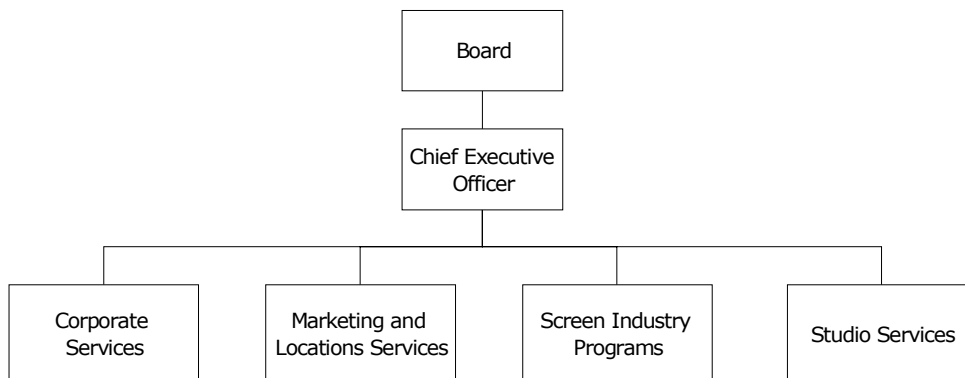 Board
Chief Executive
Officer
Corporate
Services
Marketing and
Locations Services
Screen Industry
Programs
Studio Services